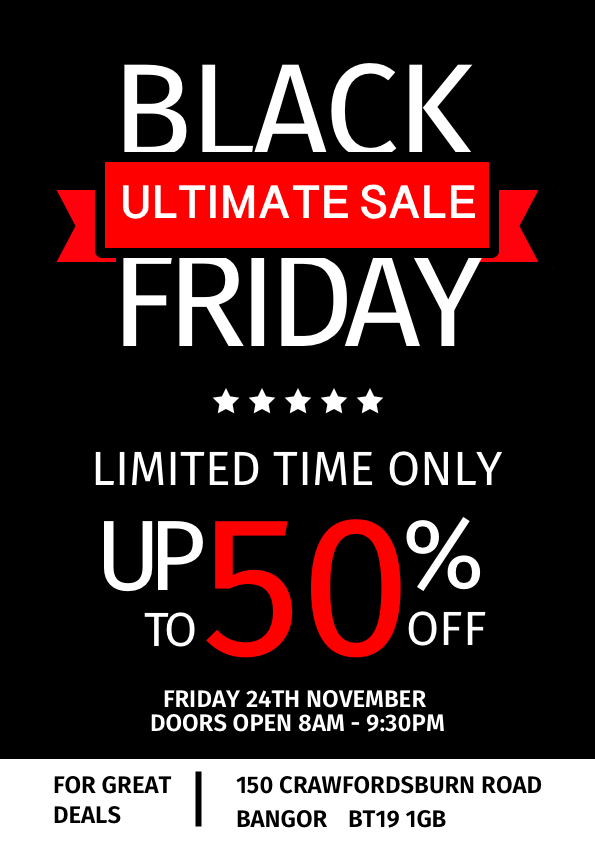 BLACK
ULTIMATE SALE
FRIDAY
LIMITED TIME ONLY
UP TO 50% OFF
FRIDAY 24TH NOVEMBER
DOORS OPEN 8AM - 9:30PM
FOR GREAT
DEALS
150 CRAWFORDSBURN ROAD
BANGOR BT19 1GB